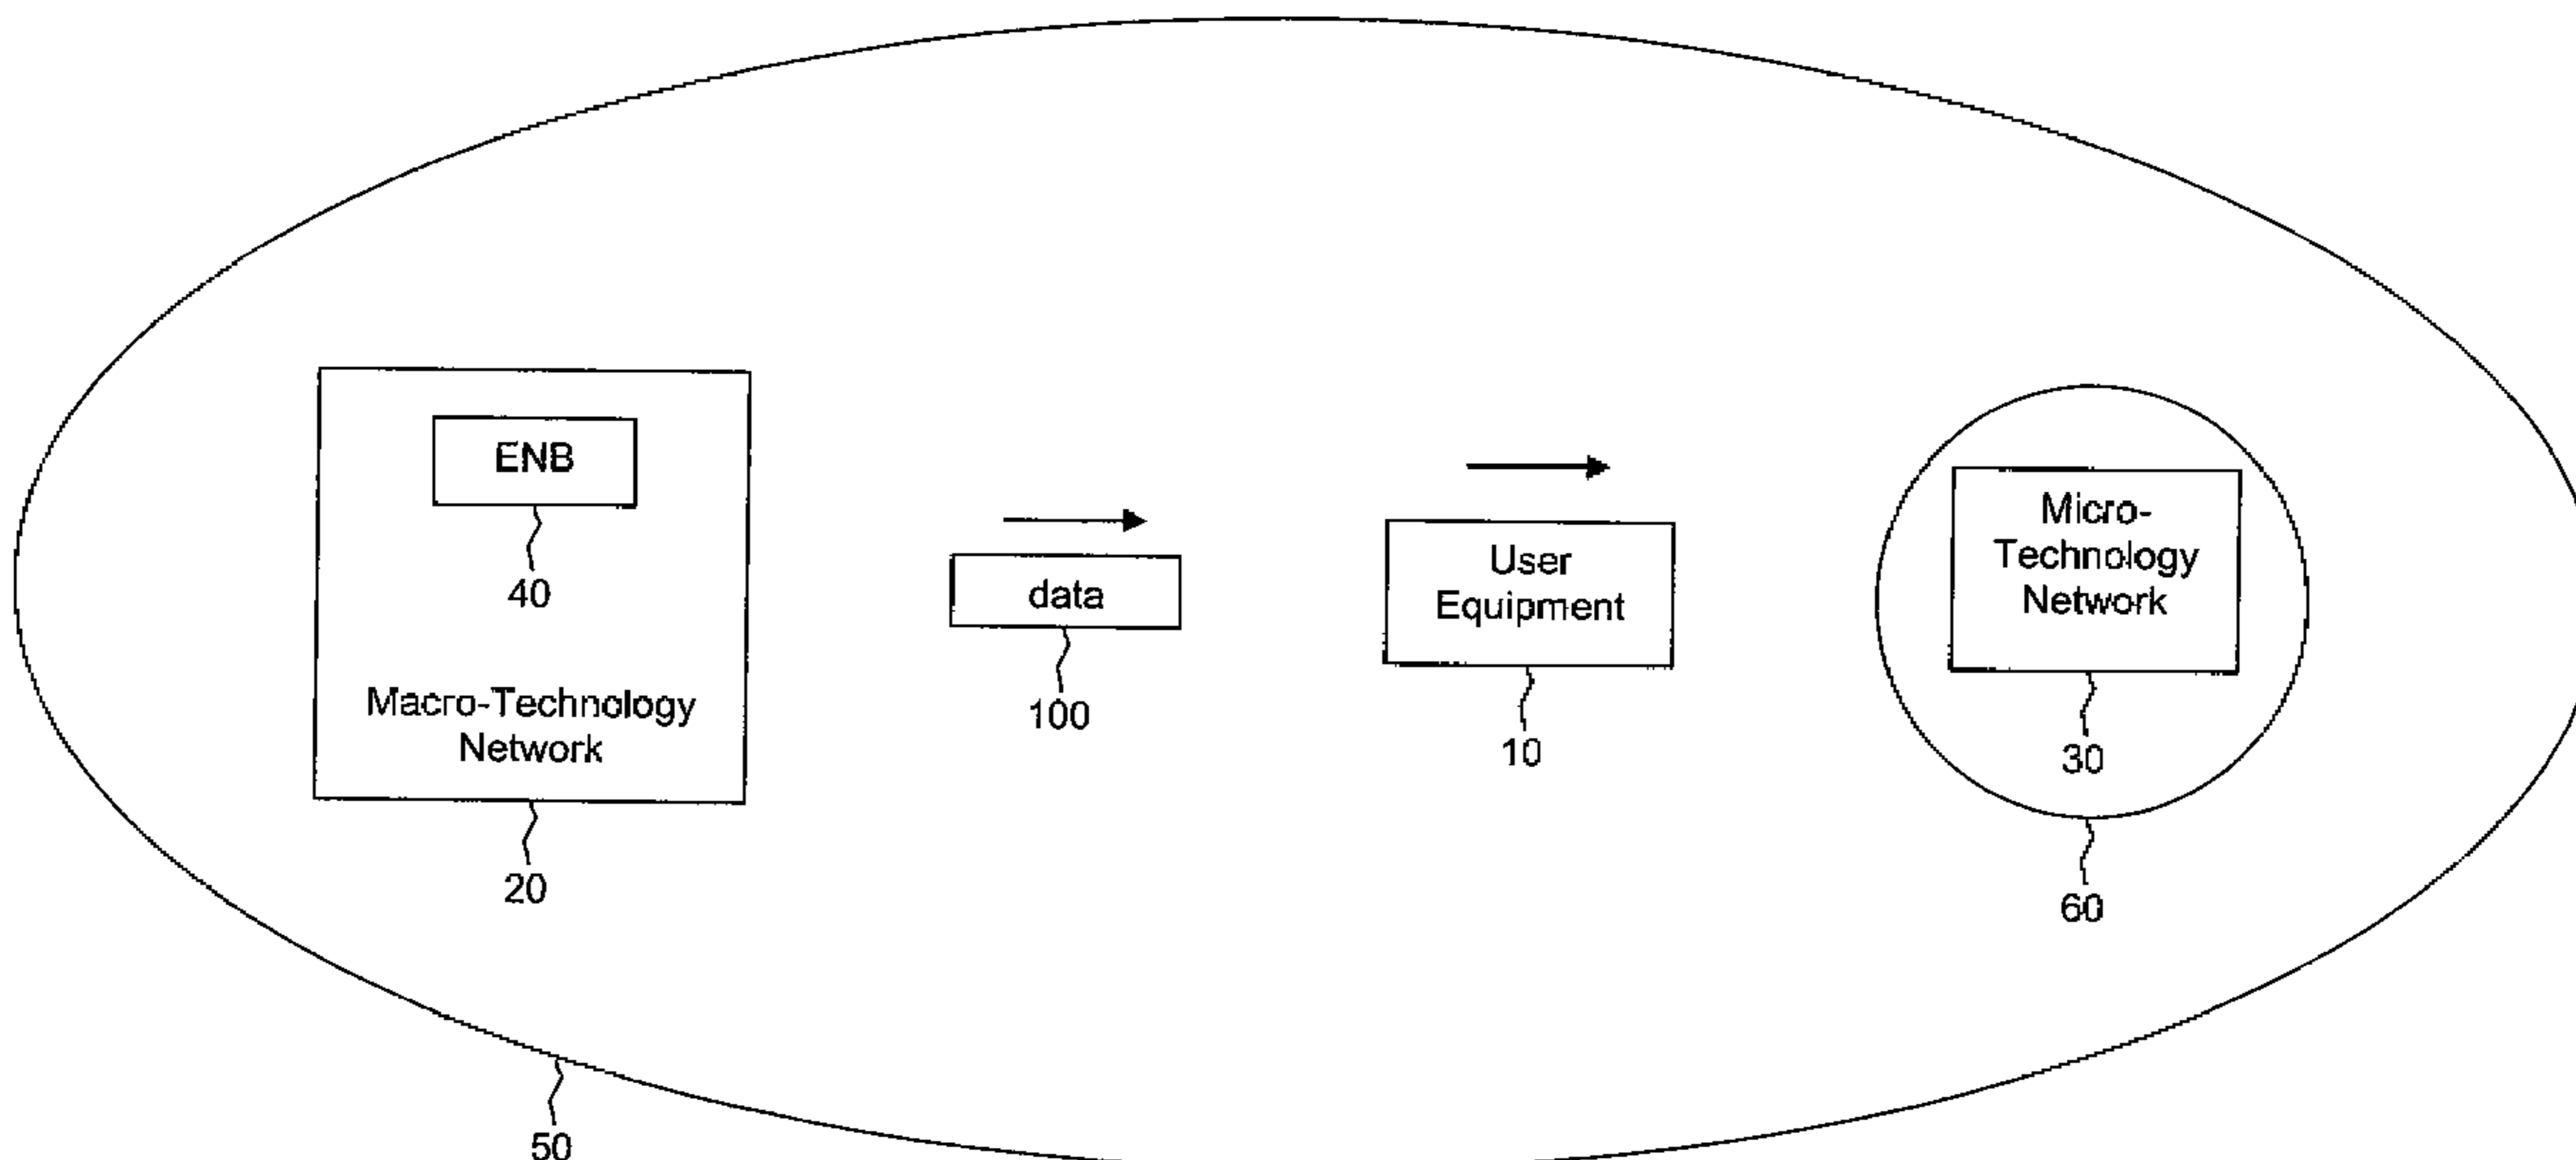 ENB
40
Macro-Technology
Network
20
data
100
User
Equipment
10
Micro-
Technology
Network
30
60
50